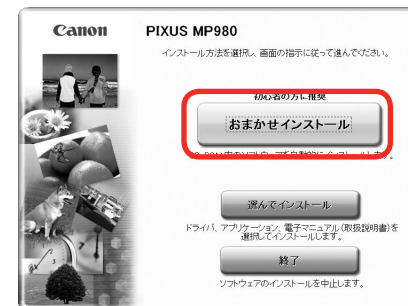 Canon PIXUS MP980
インストール方法を選択し、画面の指示に従って進んでください。
初心者の方に推奨
おまかせインストール
選んでインストール
ドライバ、アプリケーション、電子マニュアル(取扱説明書)を
選択してインストールします。
終了
ソフトウェアのインストールを中止します。